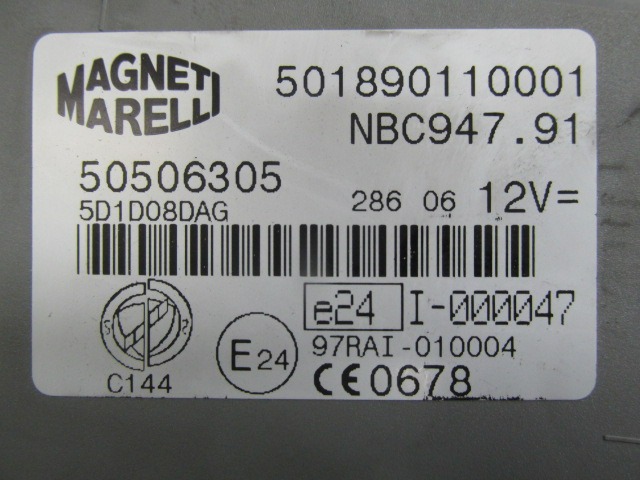 MAGNETI
MARELLI
501890110001
NBC947.91
50506305
5D1D08DAG
286 06 12V=
e24 I-000047
97RAI-010004
E24
C144
CE0678